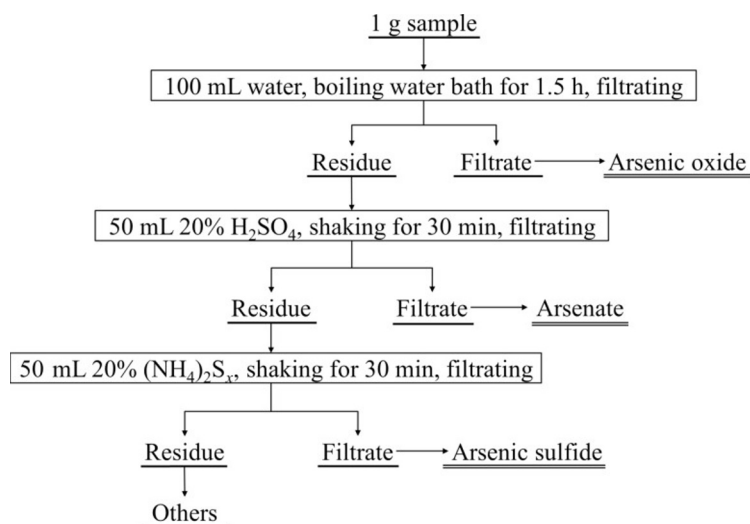 1 g sample
100 mL water, boiling water bath for 1.5 h, filtrating
Residue Filtrate Arsenic oxide
50 mL 20% H₂SO₄, shaking for 30 min, filtrating
Residue Filtrate Arsenate
50 mL 20% (NH₄)₂Sₓ, shaking for 30 min, filtrating
Residue Filtrate Arsenic sulfide
Others